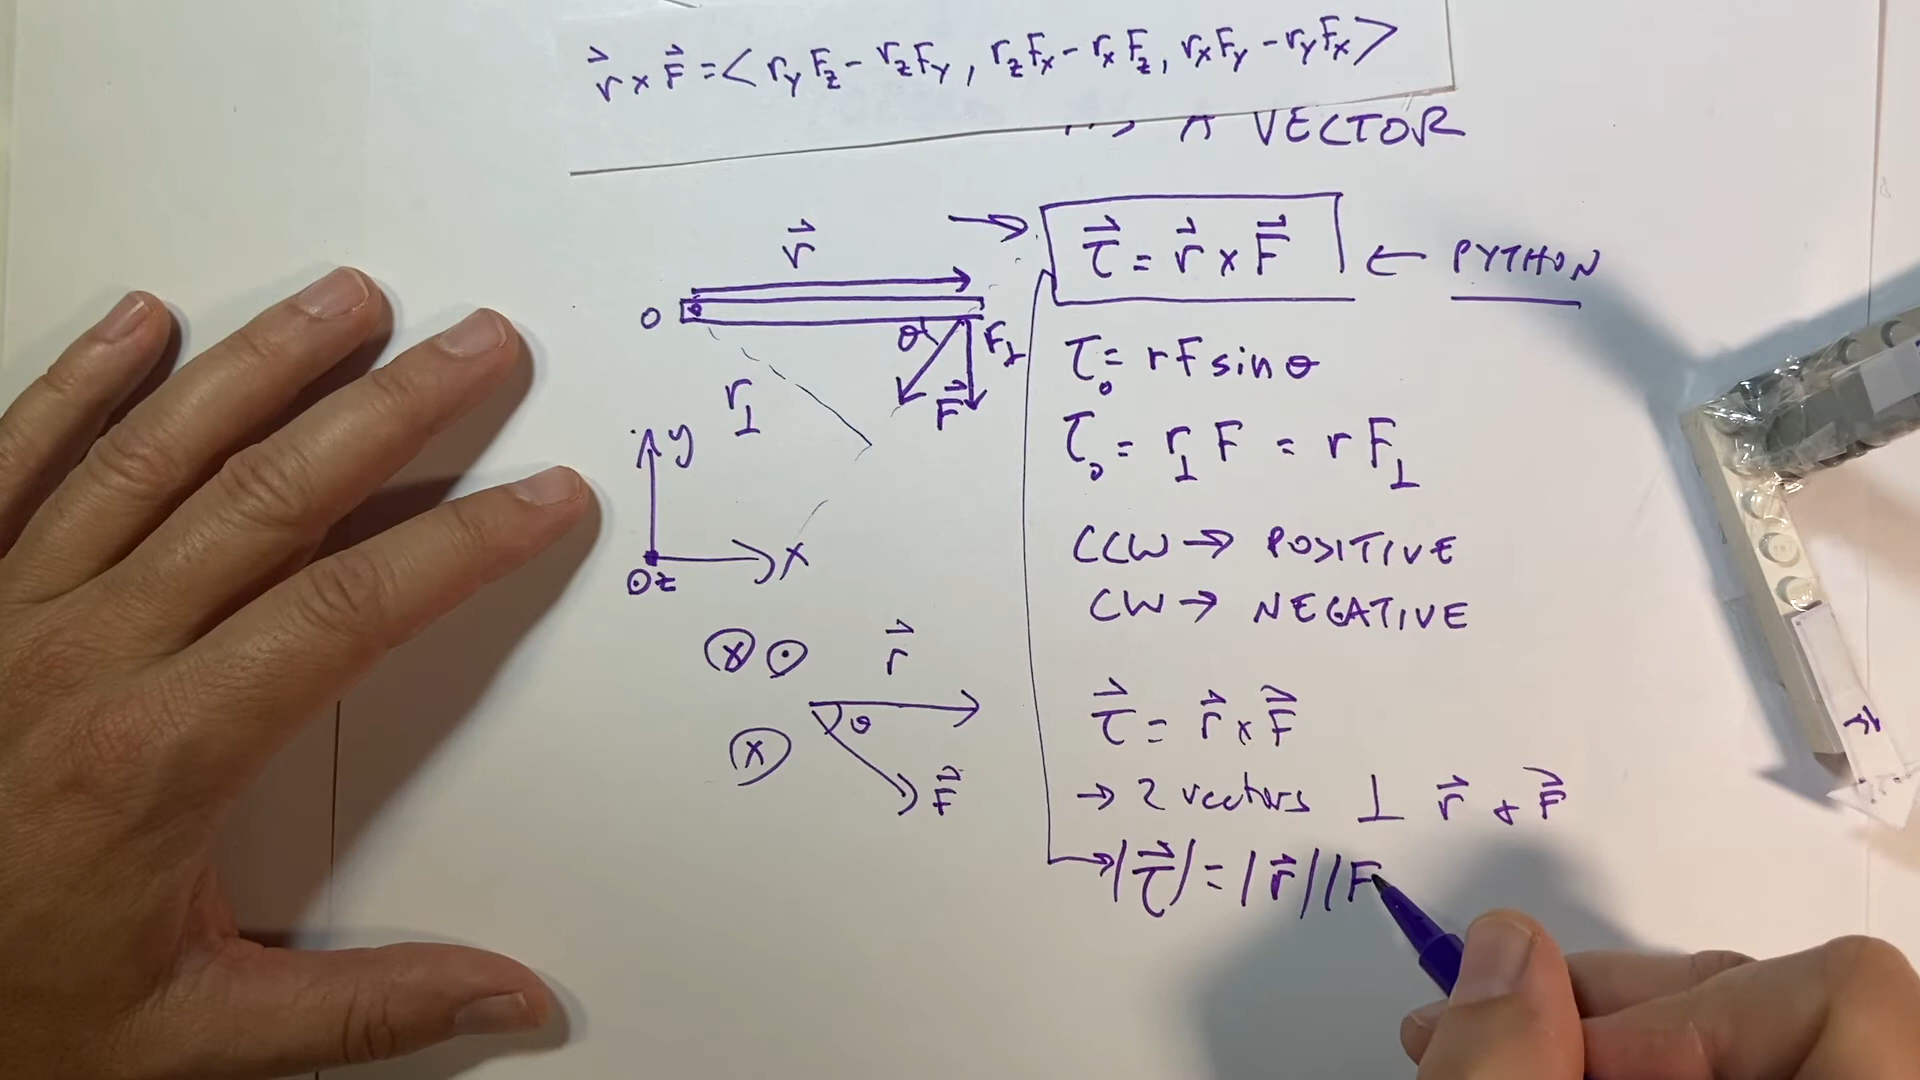 r⃗ × F⃗ = < r_y F_z − r_z F_y, r_z F_x − r_x F_z, r_x F_y − r_y F_x >
A VECTOR
r⃗
τ⃗ = r⃗ × F⃗ ← PYTHON
O
θ F⊥
F⃗
τ₀ = rF sin θ
r⊥
τ₀ = r⊥ F = r F⊥
y
x
⊙z
CCW → POSITIVE
CW → NEGATIVE
ⓧ ⊙ r⃗
θ
ⓧ F⃗
τ⃗ = r⃗ × F⃗
→ 2 vectors ⊥ r⃗ + F⃗
|τ⃗| = |r⃗||F